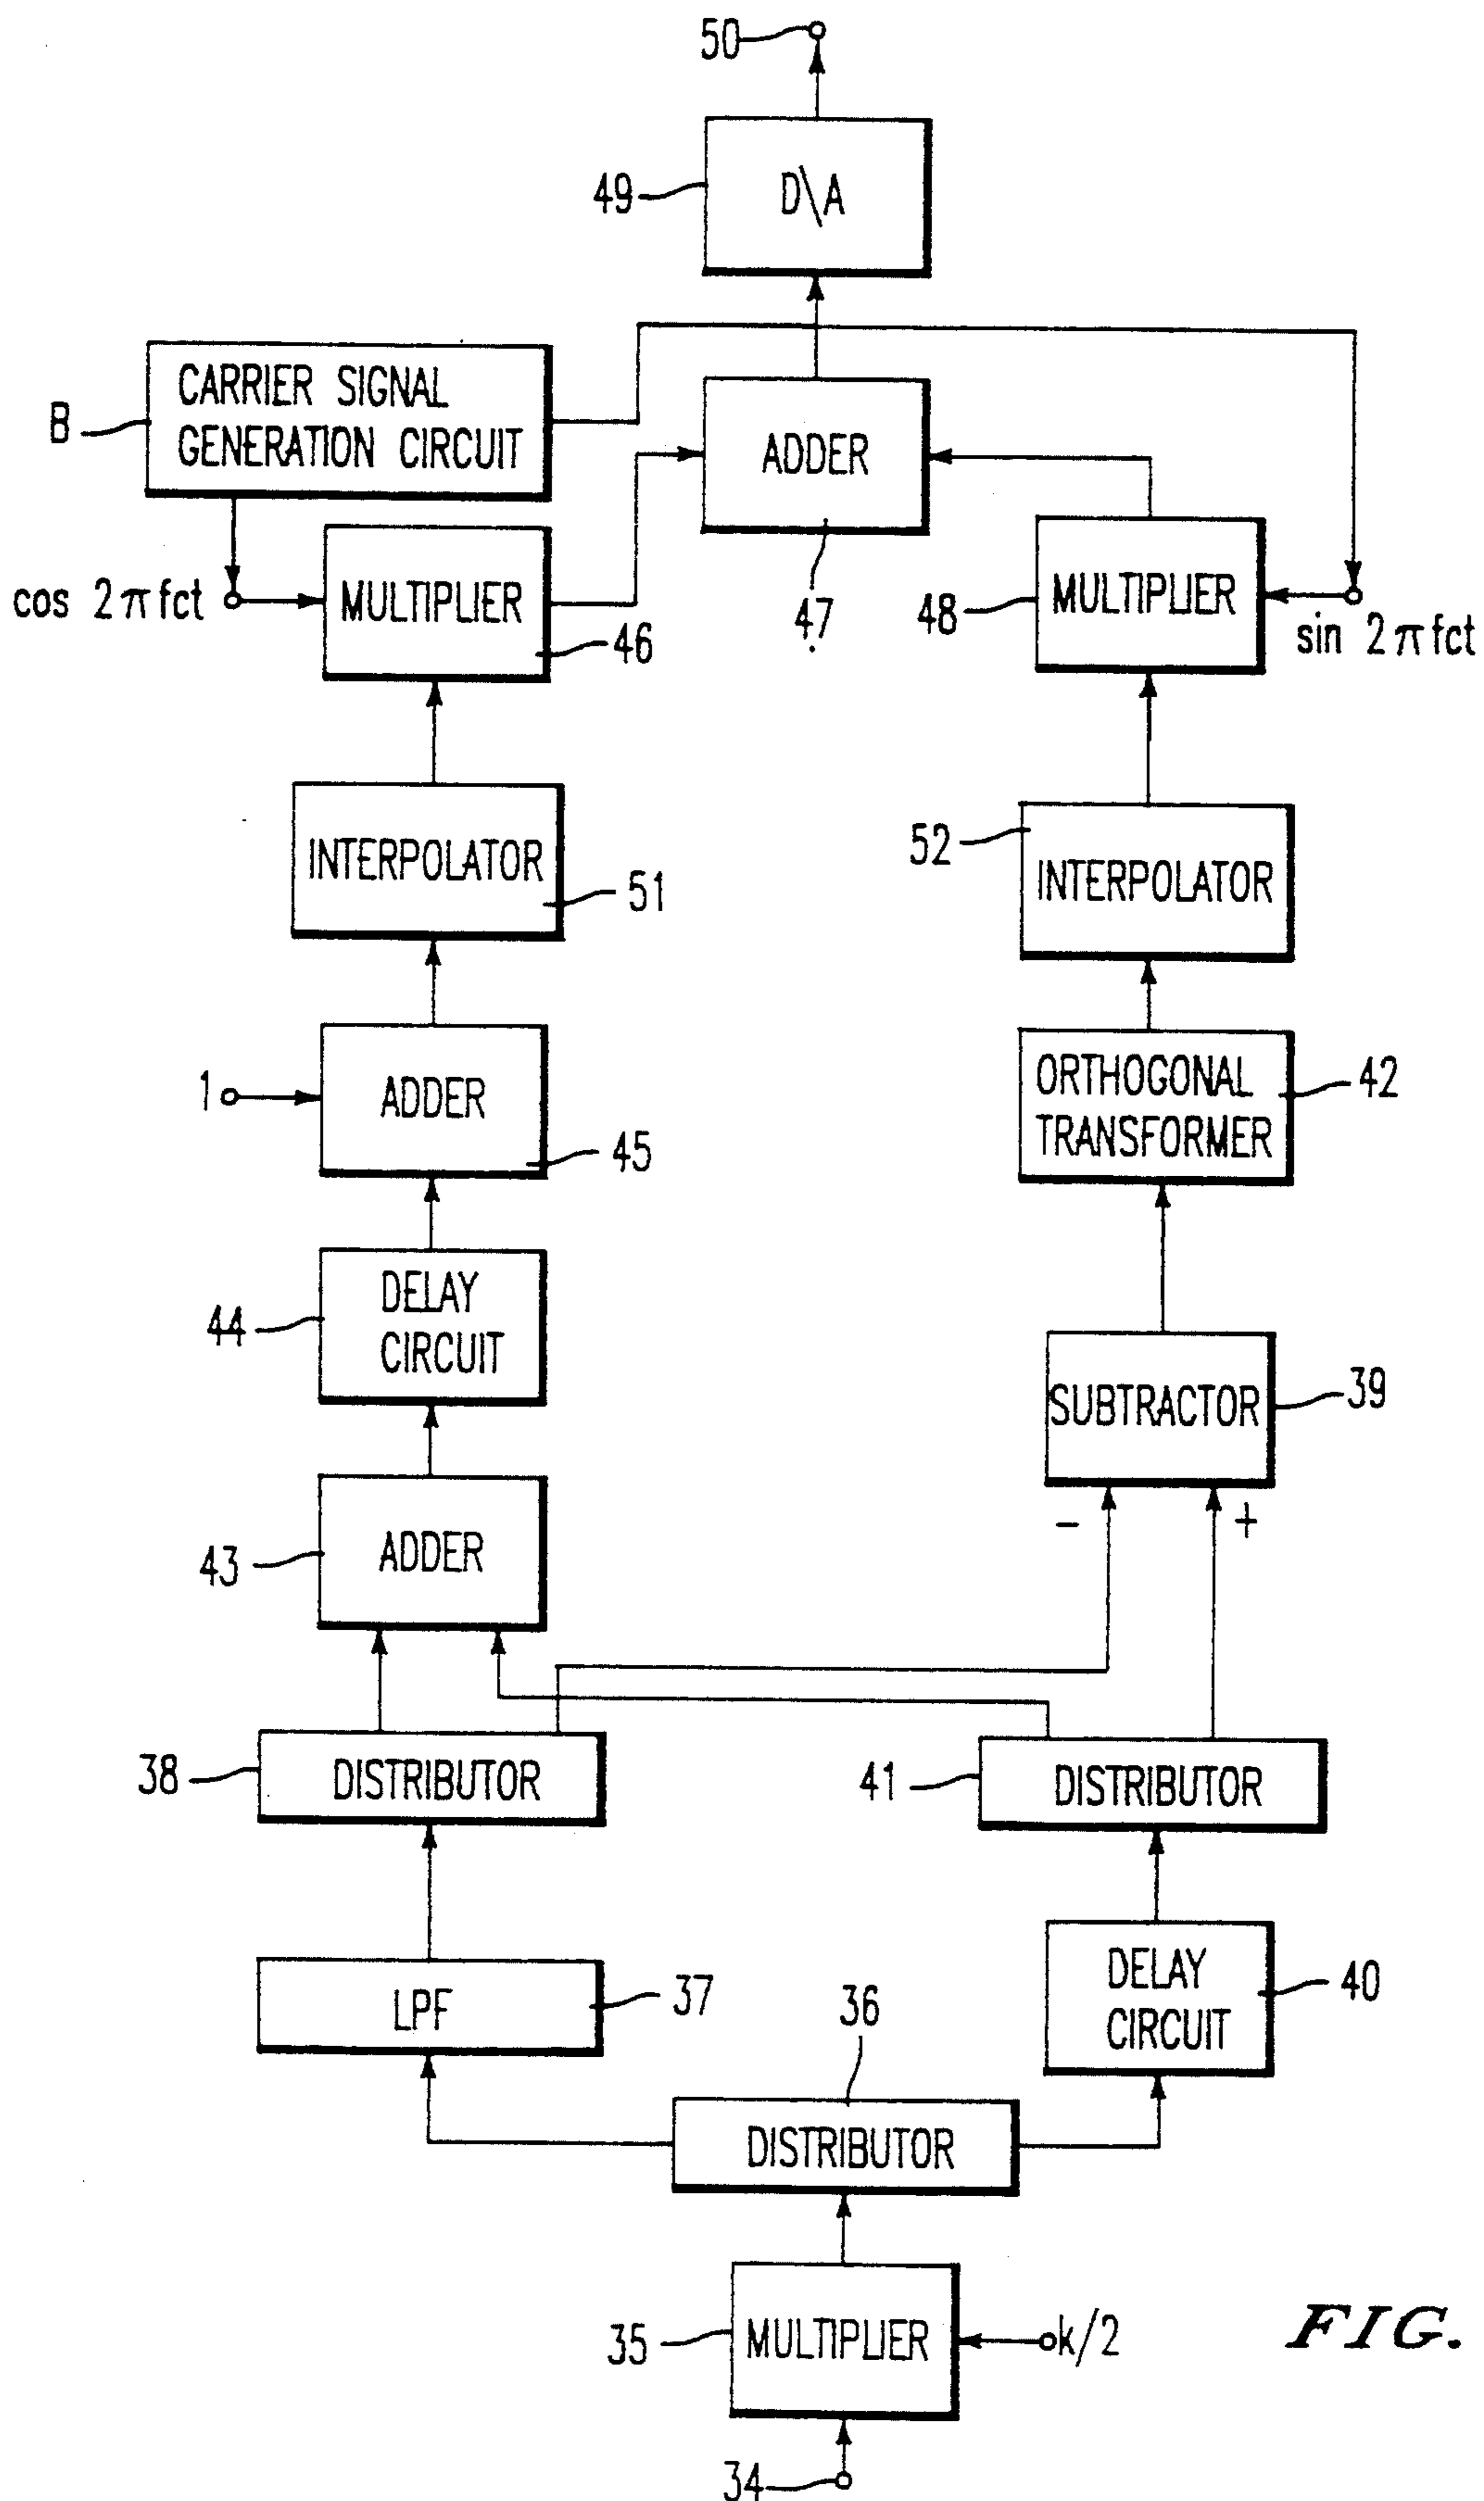 50
49
D\A
B
CARRIER SIGNAL
GENERATION CIRCUIT
ADDER
47
cos 2πfct
MULTIPLIER
46
48
MULTIPLIER
sin 2πfct
INTERPOLATOR
51
52
INTERPOLATOR
1
ADDER
45
ORTHOGONAL
TRANSFORMER
42
44
DELAY
CIRCUIT
SUBTRACTOR
39
-
+
43
ADDER
38
DISTRIBUTOR
41
DISTRIBUTOR
LPF
37
36
DELAY
CIRCUIT
40
DISTRIBUTOR
35
MULTIPLIER
k/2
34
FIG.